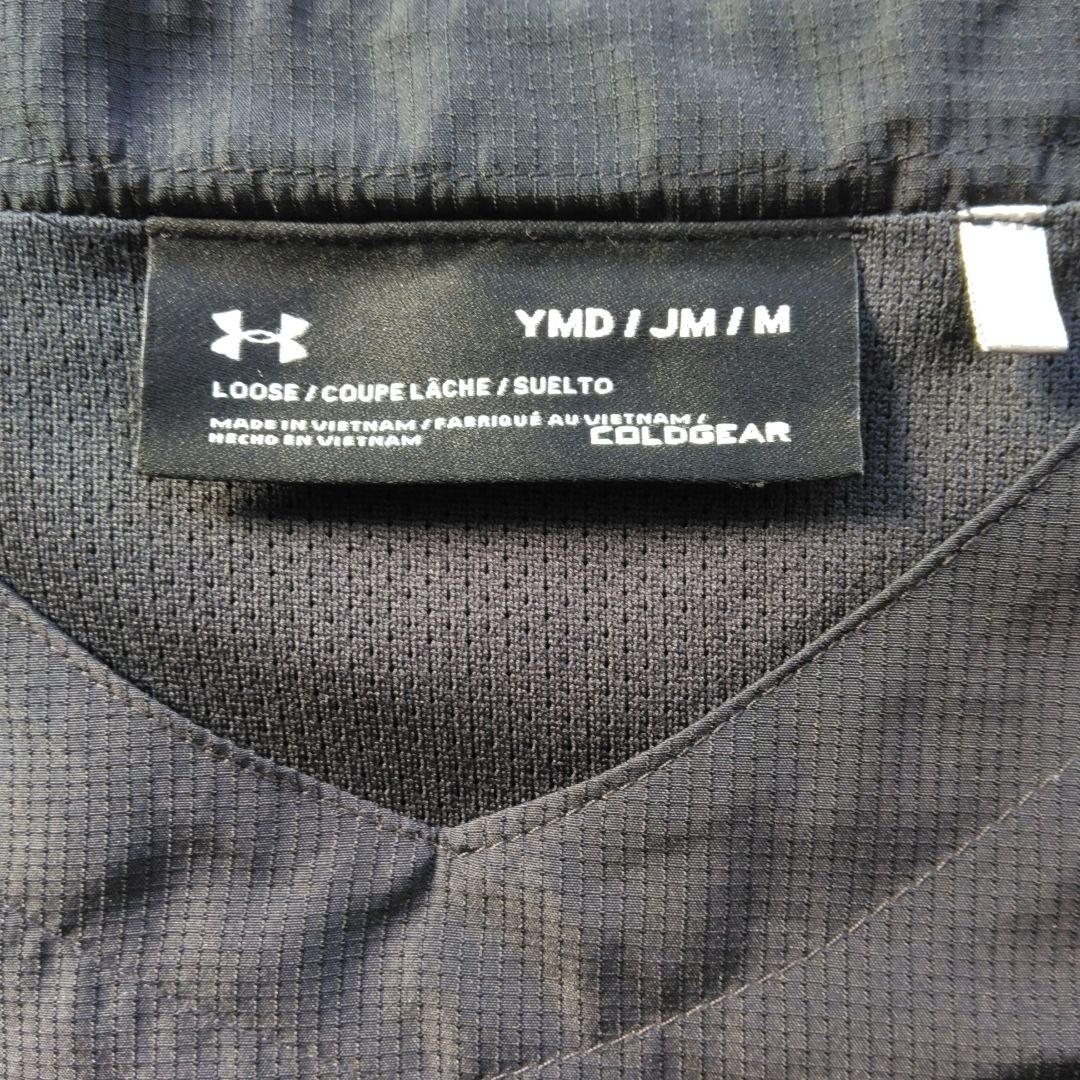 YMD / JM / M
LOOSE / COUPE LÂCHE / SUELTO
MADE IN VIETNAM / FABRIQUÉ AU VIETNAM /
HECHO EN VIETNAM
COLDGEAR